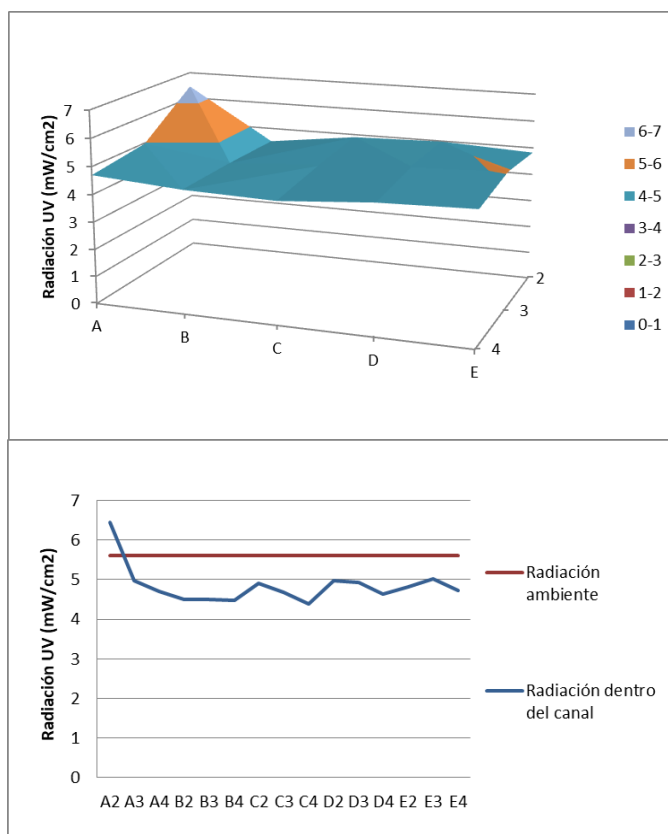 Radiación UV (mW/cm2)
7
6
5
4
3
2
1
0
A
B
C
D
E
2
3
4
6-7
5-6
4-5
3-4
2-3
1-2
0-1
Radiación UV (mW/cm2)
7
6
5
4
3
2
1
0
A2 A3 A4 B2 B3 B4 C2 C3 C4 D2 D3 D4 E2 E3 E4
Radiación
ambiente
Radiación dentro
del canal